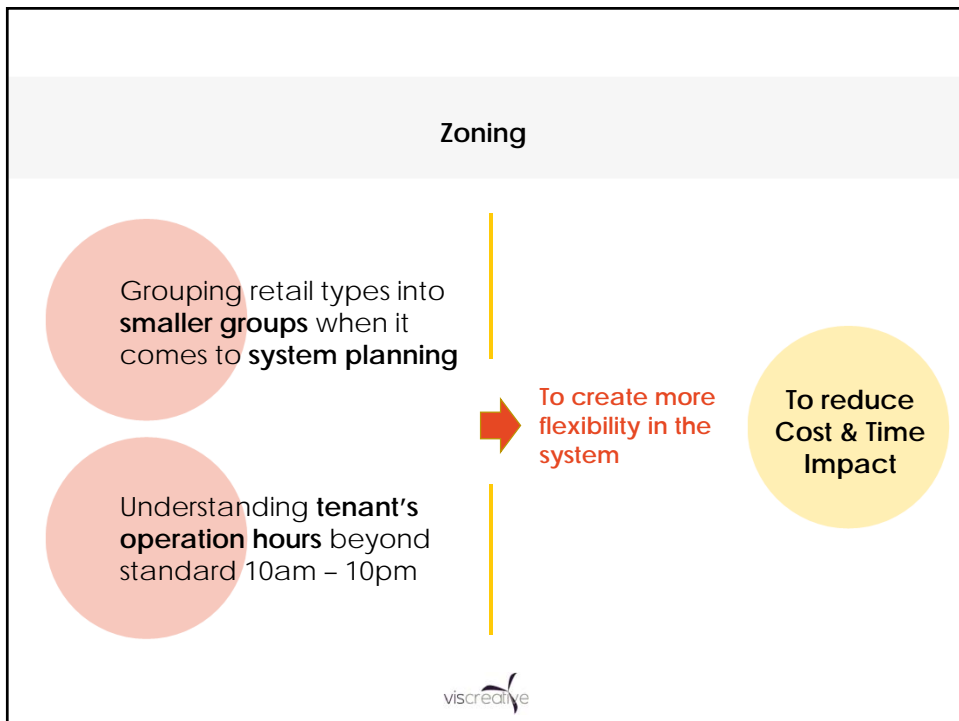 Zoning
Grouping retail types into
smaller groups when it
comes to system planning
Understanding tenant's
operation hours beyond
standard 10am – 10pm
To create more
flexibility in the
system
To reduce
Cost & Time
Impact
viscreative